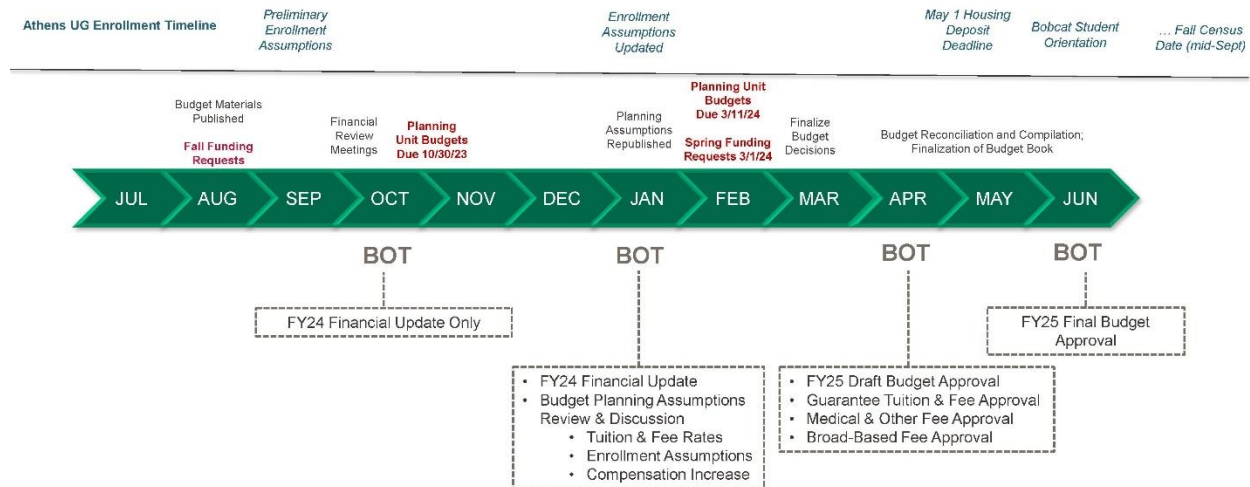 Athens UG Enrollment Timeline
Preliminary
Enrollment
Assumptions
Enrollment
Assumptions
Updated
May 1 Housing
Deposit
Deadline
Bobcat Student
Orientation
... Fall Census
Date (mid-Sept)
Budget Materials
Published
Fall Funding
Requests
Financial
Review
Meetings
Planning
Unit Budgets
Due 10/30/23
Planning
Assumptions
Republished
Planning Unit
Budgets
Due 3/11/24
Spring Funding
Requests 3/1/24
Finalize
Budget
Decisions
Budget Reconciliation and Compilation;
Finalization of Budget Book
JUL AUG SEP OCT NOV DEC JAN FEB MAR APR MAY JUN
BOT BOT BOT BOT
FY24 Financial Update Only
• FY24 Financial Update
• Budget Planning Assumptions
Review & Discussion
• Tuition & Fee Rates
• Enrollment Assumptions
• Compensation Increase
• FY25 Draft Budget Approval
• Guarantee Tuition & Fee Approval
• Medical & Other Fee Approval
• Broad-Based Fee Approval
FY25 Final Budget
Approval